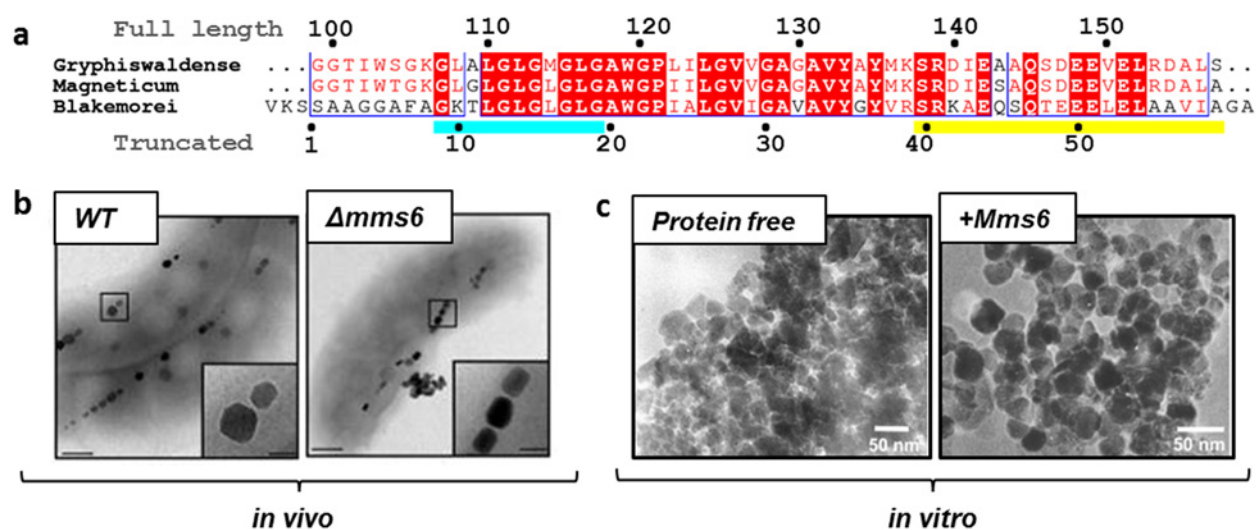 a Full length 100 110 120 130 140 150
Gryphiswaldense ...GGTIWSGKGLALGLGMGLGAWGPLILGVVGAGAVYAYMKSRDIEAAQSDEEVELRDALS..
Magneticum ...GGTIWTGKGLGLGLGLGLGAWGPIILGVVGAGAVYAYMKSRDIESAQSDEEVELRDALA..
Blakemorei VKSSAAGGAFAGKTLGLGLGLGAWGPIALGVIGAVAVYGYVRSRKAEQSQTEEELELAAVIAGA
Truncated 1 10 20 30 40 50
b WT Δmms6
in vivo
c Protein free +Mms6
50 nm 50 nm
in vitro